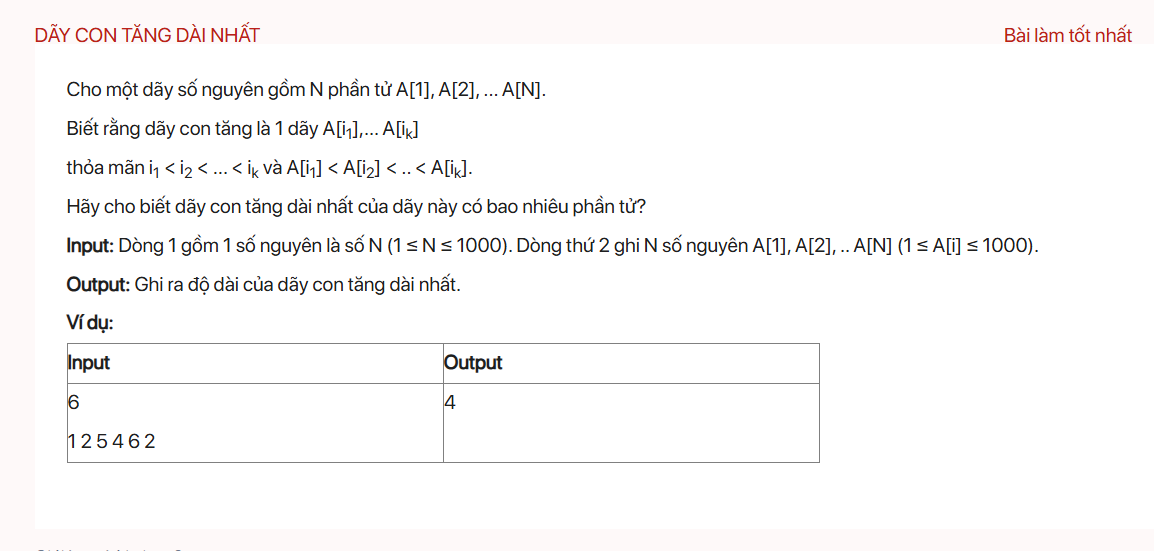 DÃY CON TĂNG DÀI NHẤT
Bài làm tốt nhất
Cho một dãy số nguyên gồm N phần tử A[1], A[2], ... A[N].
Biết rằng dãy con tăng là 1 dãy A[i₁],... A[iₖ]
thỏa mãn i₁ < i₂ < ... < iₖ và A[i₁] < A[i₂] < .. < A[iₖ].
Hãy cho biết dãy con tăng dài nhất của dãy này có bao nhiêu phần tử?
Input: Dòng 1 gồm 1 số nguyên là số N (1 ≤ N ≤ 1000). Dòng thứ 2 ghi N số nguyên A[1], A[2], .. A[N] (1 ≤ A[i] ≤ 1000).
Output: Ghi ra độ dài của dãy con tăng dài nhất.
Ví dụ:
Input Output
6 4
1 2 5 4 6 2